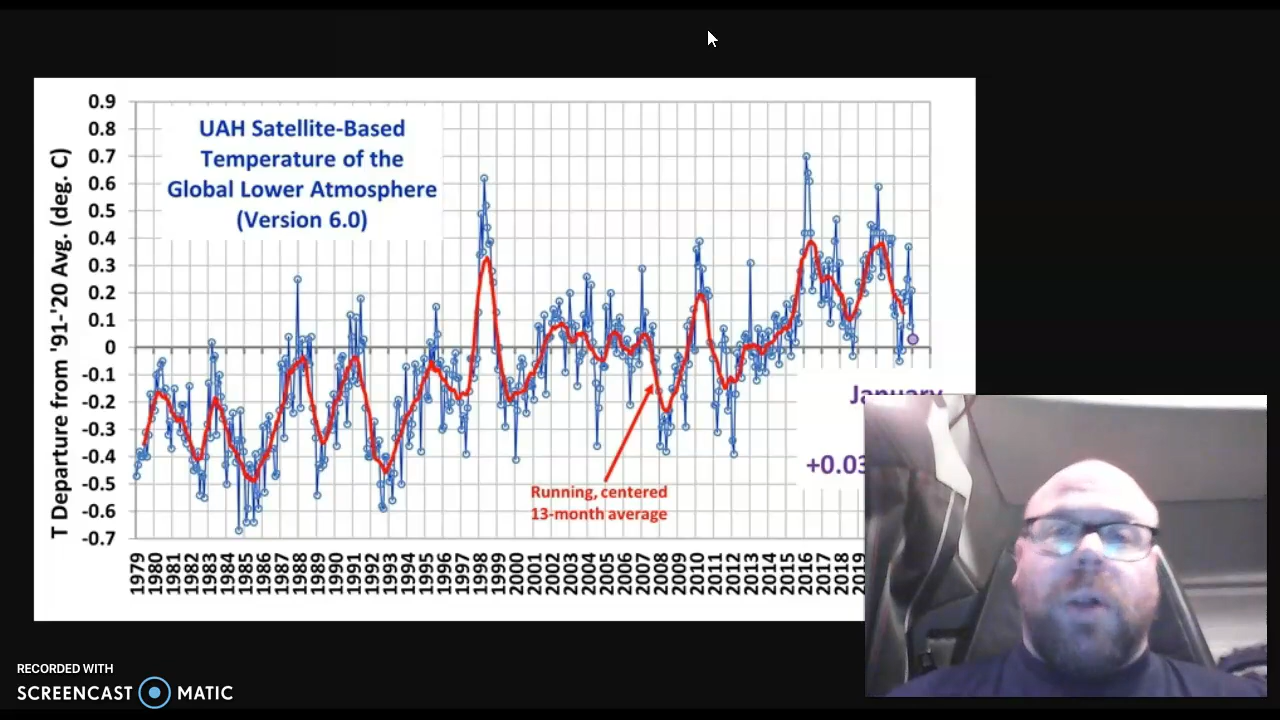 0.9
0.8
0.7
0.6
0.5
0.4
0.3
0.2
0.1
0
-0.1
-0.2
-0.3
-0.4
-0.5
-0.6
-0.7
T Departure from '91-'20 Avg. (deg. C)
UAH Satellite-Based
Temperature of the
Global Lower Atmosphere
(Version 6.0)
January
+0.03
Running, centered
13-month average
1979 1980 1981 1982 1983 1984 1985 1986 1987 1988 1989 1990 1991 1992 1993 1994 1995 1996 1997 1998 1999 2000 2001 2002 2003 2004 2005 2006 2007 2008 2009 2010 2011 2012 2013 2014 2015 2016 2017 2018 2019
RECORDED WITH
SCREENCAST MATIC